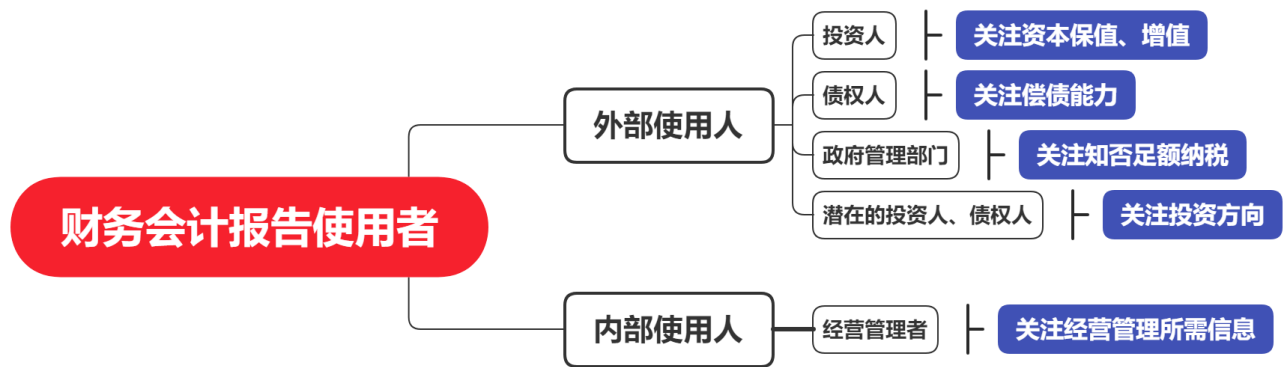 财务会计报告使用者
外部使用人
投资人
关注资本保值、增值
债权人
关注偿债能力
政府管理部门
关注知否足额纳税
潜在的投资人、债权人
关注投资方向
内部使用人
经营管理者
关注经营管理所需信息